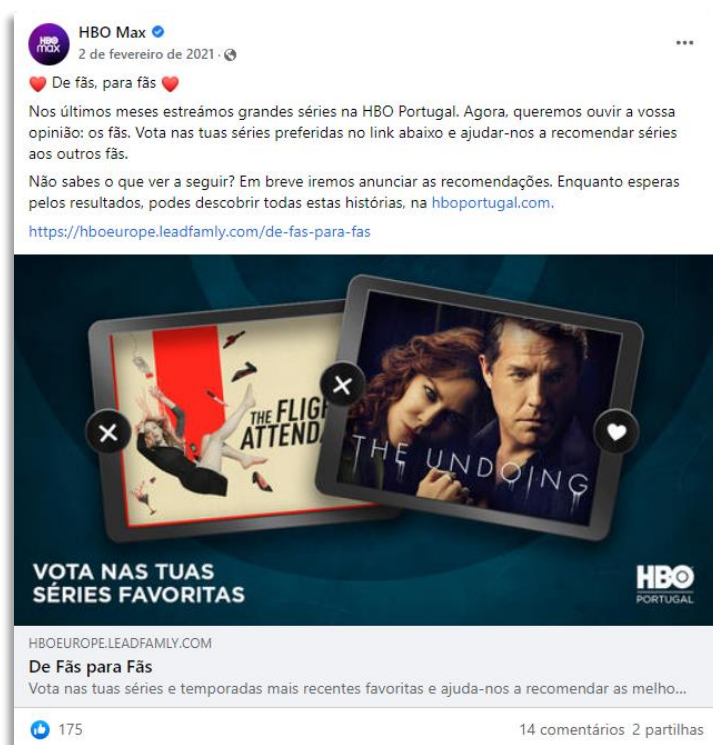 HBO Max
2 de fevereiro de 2021 ·
De fãs, para fãs
Nos últimos meses estreámos grandes séries na HBO Portugal. Agora, queremos ouvir a vossa
opinião: os fãs. Vota nas tuas séries preferidas no link abaixo e ajudar-nos a recomendar séries
aos outros fãs.
Não sabes o que ver a seguir? Em breve iremos anunciar as recomendações. Enquanto esperas
pelos resultados, podes descobrir todas estas histórias, na hboportugal.com.
https://hboeurope.leadfamly.com/de-fas-para-fas
THE FLIG
ATTEND
THE UNDOING
VOTA NAS TUAS
SÉRIES FAVORITAS
HBO
PORTUGAL
HBOEUROPE.LEADFAMLY.COM
De Fãs para Fãs
Vota nas tuas séries e temporadas mais recentes favoritas e ajuda-nos a recomendar as melho...
175
14 comentários 2 partilhas